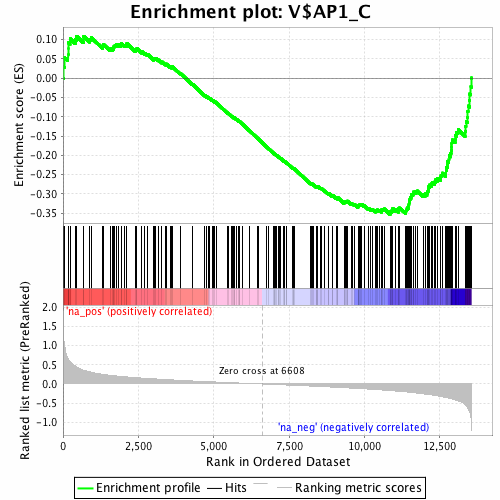 Enrichment plot: V$AP1_C
Enrichment score (ES)
0.10
0.05
0.00
-0.05
-0.10
-0.15
-0.20
-0.25
-0.30
-0.35
Ranked list metric (PreRanked)
2.0
1.5
1.0
0.5
0.0
-0.5
-1.0
'na_pos' (positively correlated)
Zero cross at 6608
'na_neg' (negatively correlated)
0
2,500
5,000
7,500
10,000
12,500
Rank in Ordered Dataset
Enrichment profile
Hits
Ranking metric scores